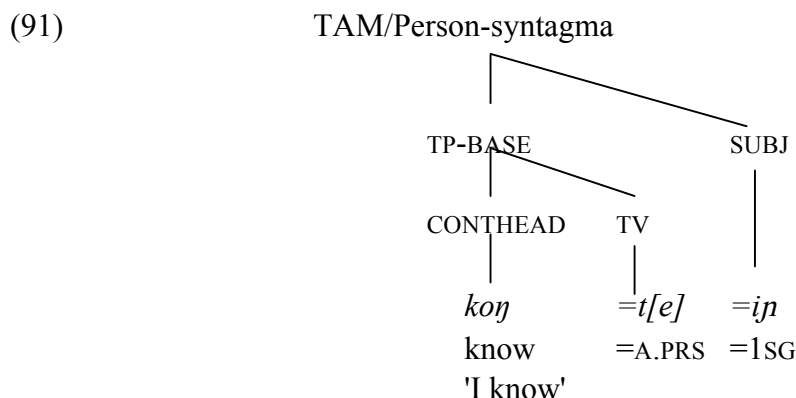 (91) TAM/Person-syntagma
TP-BASE SUBJ
CONTHEAD TV
koŋ =t[e] =iɲ
know =A.PRS =1SG
'I know'